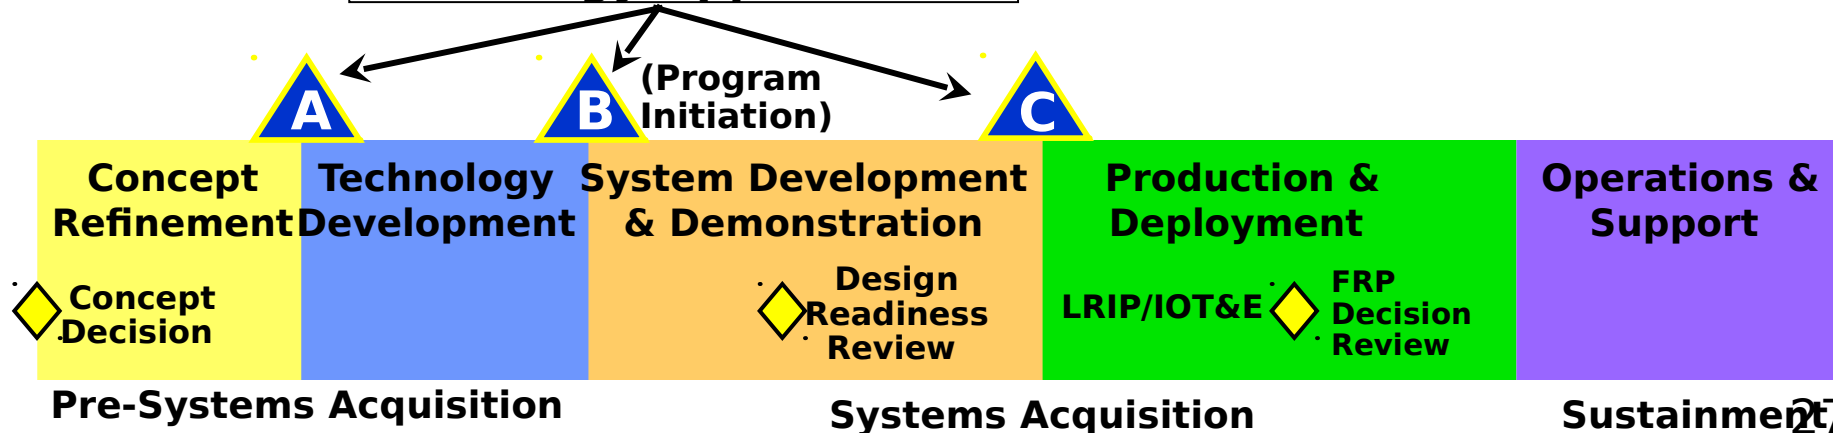 A
B
(Program
Initiation)
C
Concept
Refinement
Technology
Development
System Development
& Demonstration
Production &
Deployment
Operations &
Support
Concept
Decision
Design
Readiness
Review
LRIP/IOT&E
FRP
Decision
Review
Pre-Systems Acquisition
Systems Acquisition
Sustainment
27